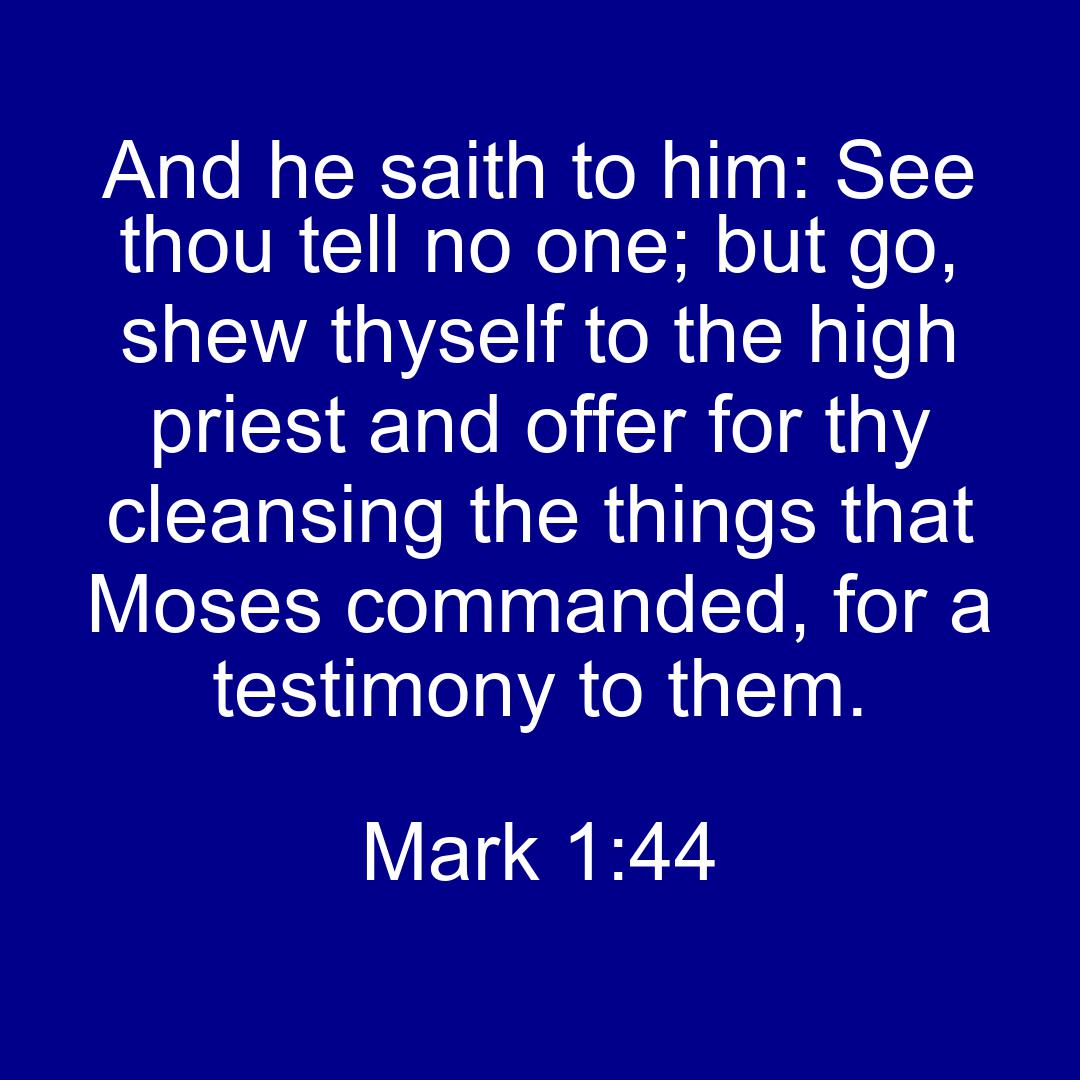 And he saith to him: See
thou tell no one; but go,
shew thyself to the high
priest and offer for thy
cleansing the things that
Moses commanded, for a
testimony to them.
Mark 1:44